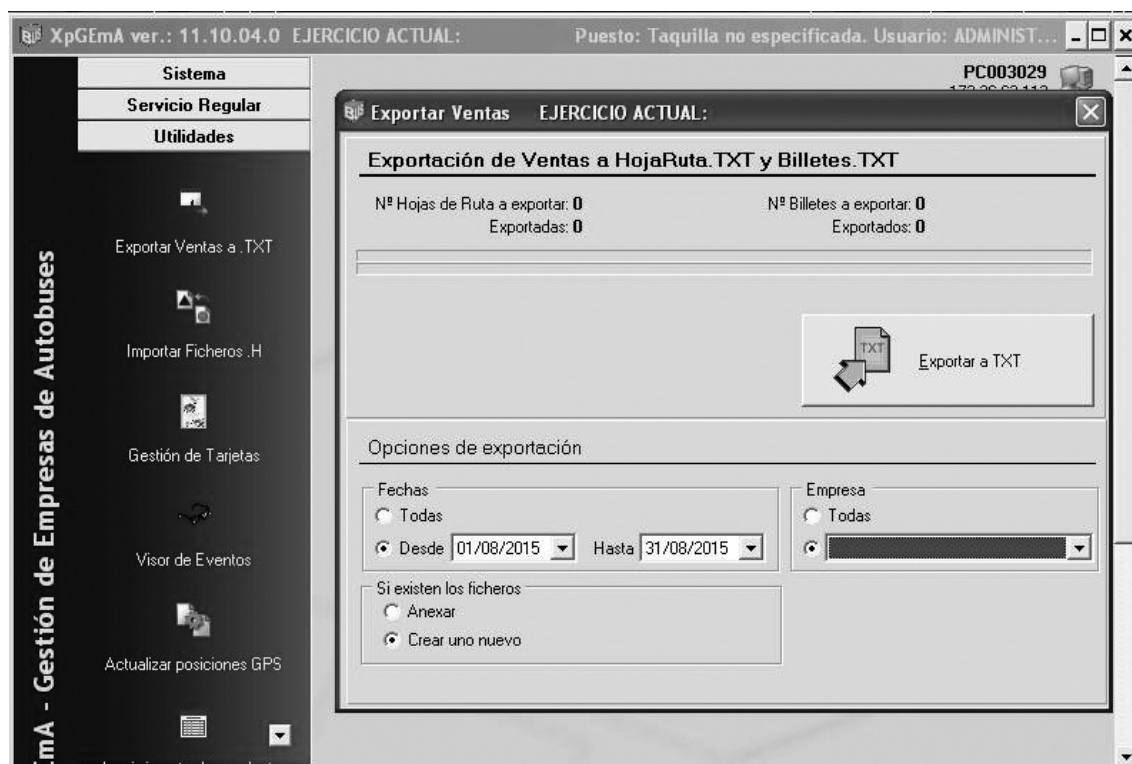 XpGEmA ver.: 11.10.04.0 EJERCICIO ACTUAL: Puesto: Taquilla no especificada. Usuario: ADMINIST...
Sistema
Servicio Regular
Utilidades
Exportar Ventas a .TXT
Importar Ficheros .H
Gestión de Tarjetas
Visor de Eventos
Actualizar posiciones GPS
EmA - Gestión de Empresas de Autobuses
PC003029
Exportar Ventas EJERCICIO ACTUAL:
Exportación de Ventas a HojaRuta.TXT y Billetes.TXT
Nº Hojas de Ruta a exportar: 0 Nº Billetes a exportar: 0
Exportadas: 0 Exportados: 0
TXT
Exportar a TXT
Opciones de exportación
Fechas
Todas
Desde 01/08/2015 Hasta 31/08/2015
Empresa
Todas
Si existen los ficheros
Anexar
Crear uno nuevo